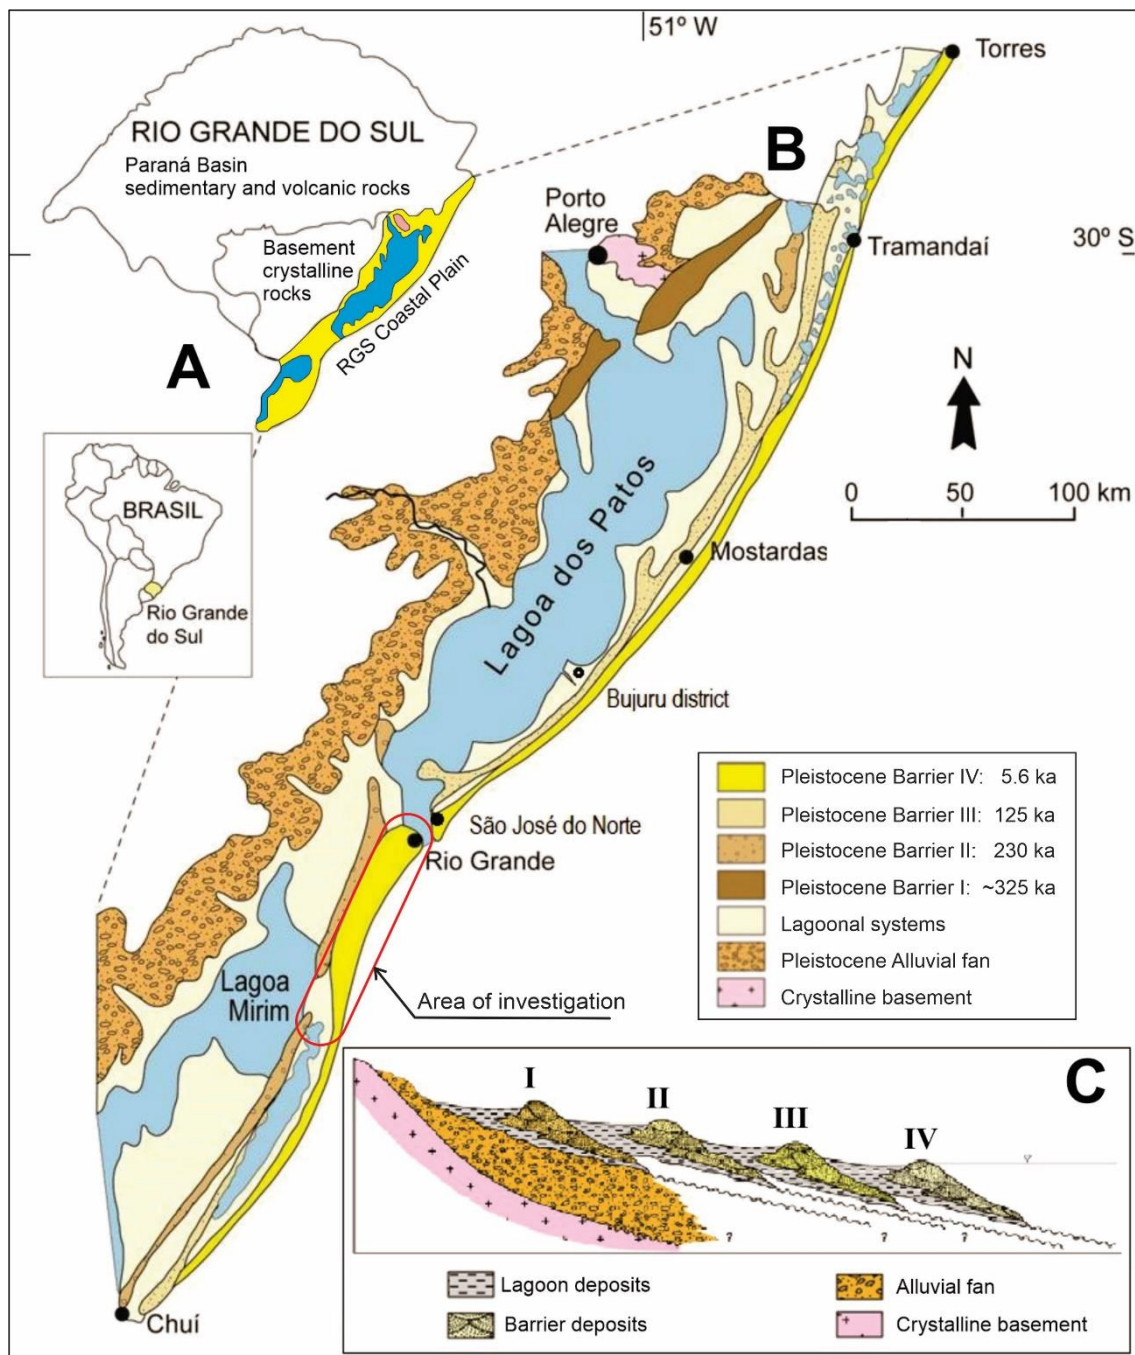 51º W
Torres
RIO GRANDE DO SUL
Paraná Basin
sedimentary and volcanic rocks
B
Porto
Alegre
Basement
crystalline
rocks
Tramandaí
30º S
RGS Coastal Plain
A
N
0 50 100 km
BRASIL
Rio Grande
do Sul
Lagoa dos Patos
Mostardas
Bujuru district
São José do Norte
Rio Grande
Pleistocene Barrier IV: 5.6 ka
Pleistocene Barrier III: 125 ka
Pleistocene Barrier II: 230 ka
Pleistocene Barrier I: ~325 ka
Lagoonal systems
Pleistocene Alluvial fan
Crystalline basement
Lagoa
Mirim
Area of investigation
C
I
II
III
IV
? ? ?
Lagoon deposits
Alluvial fan
Barrier deposits
Crystalline basement
Chuí